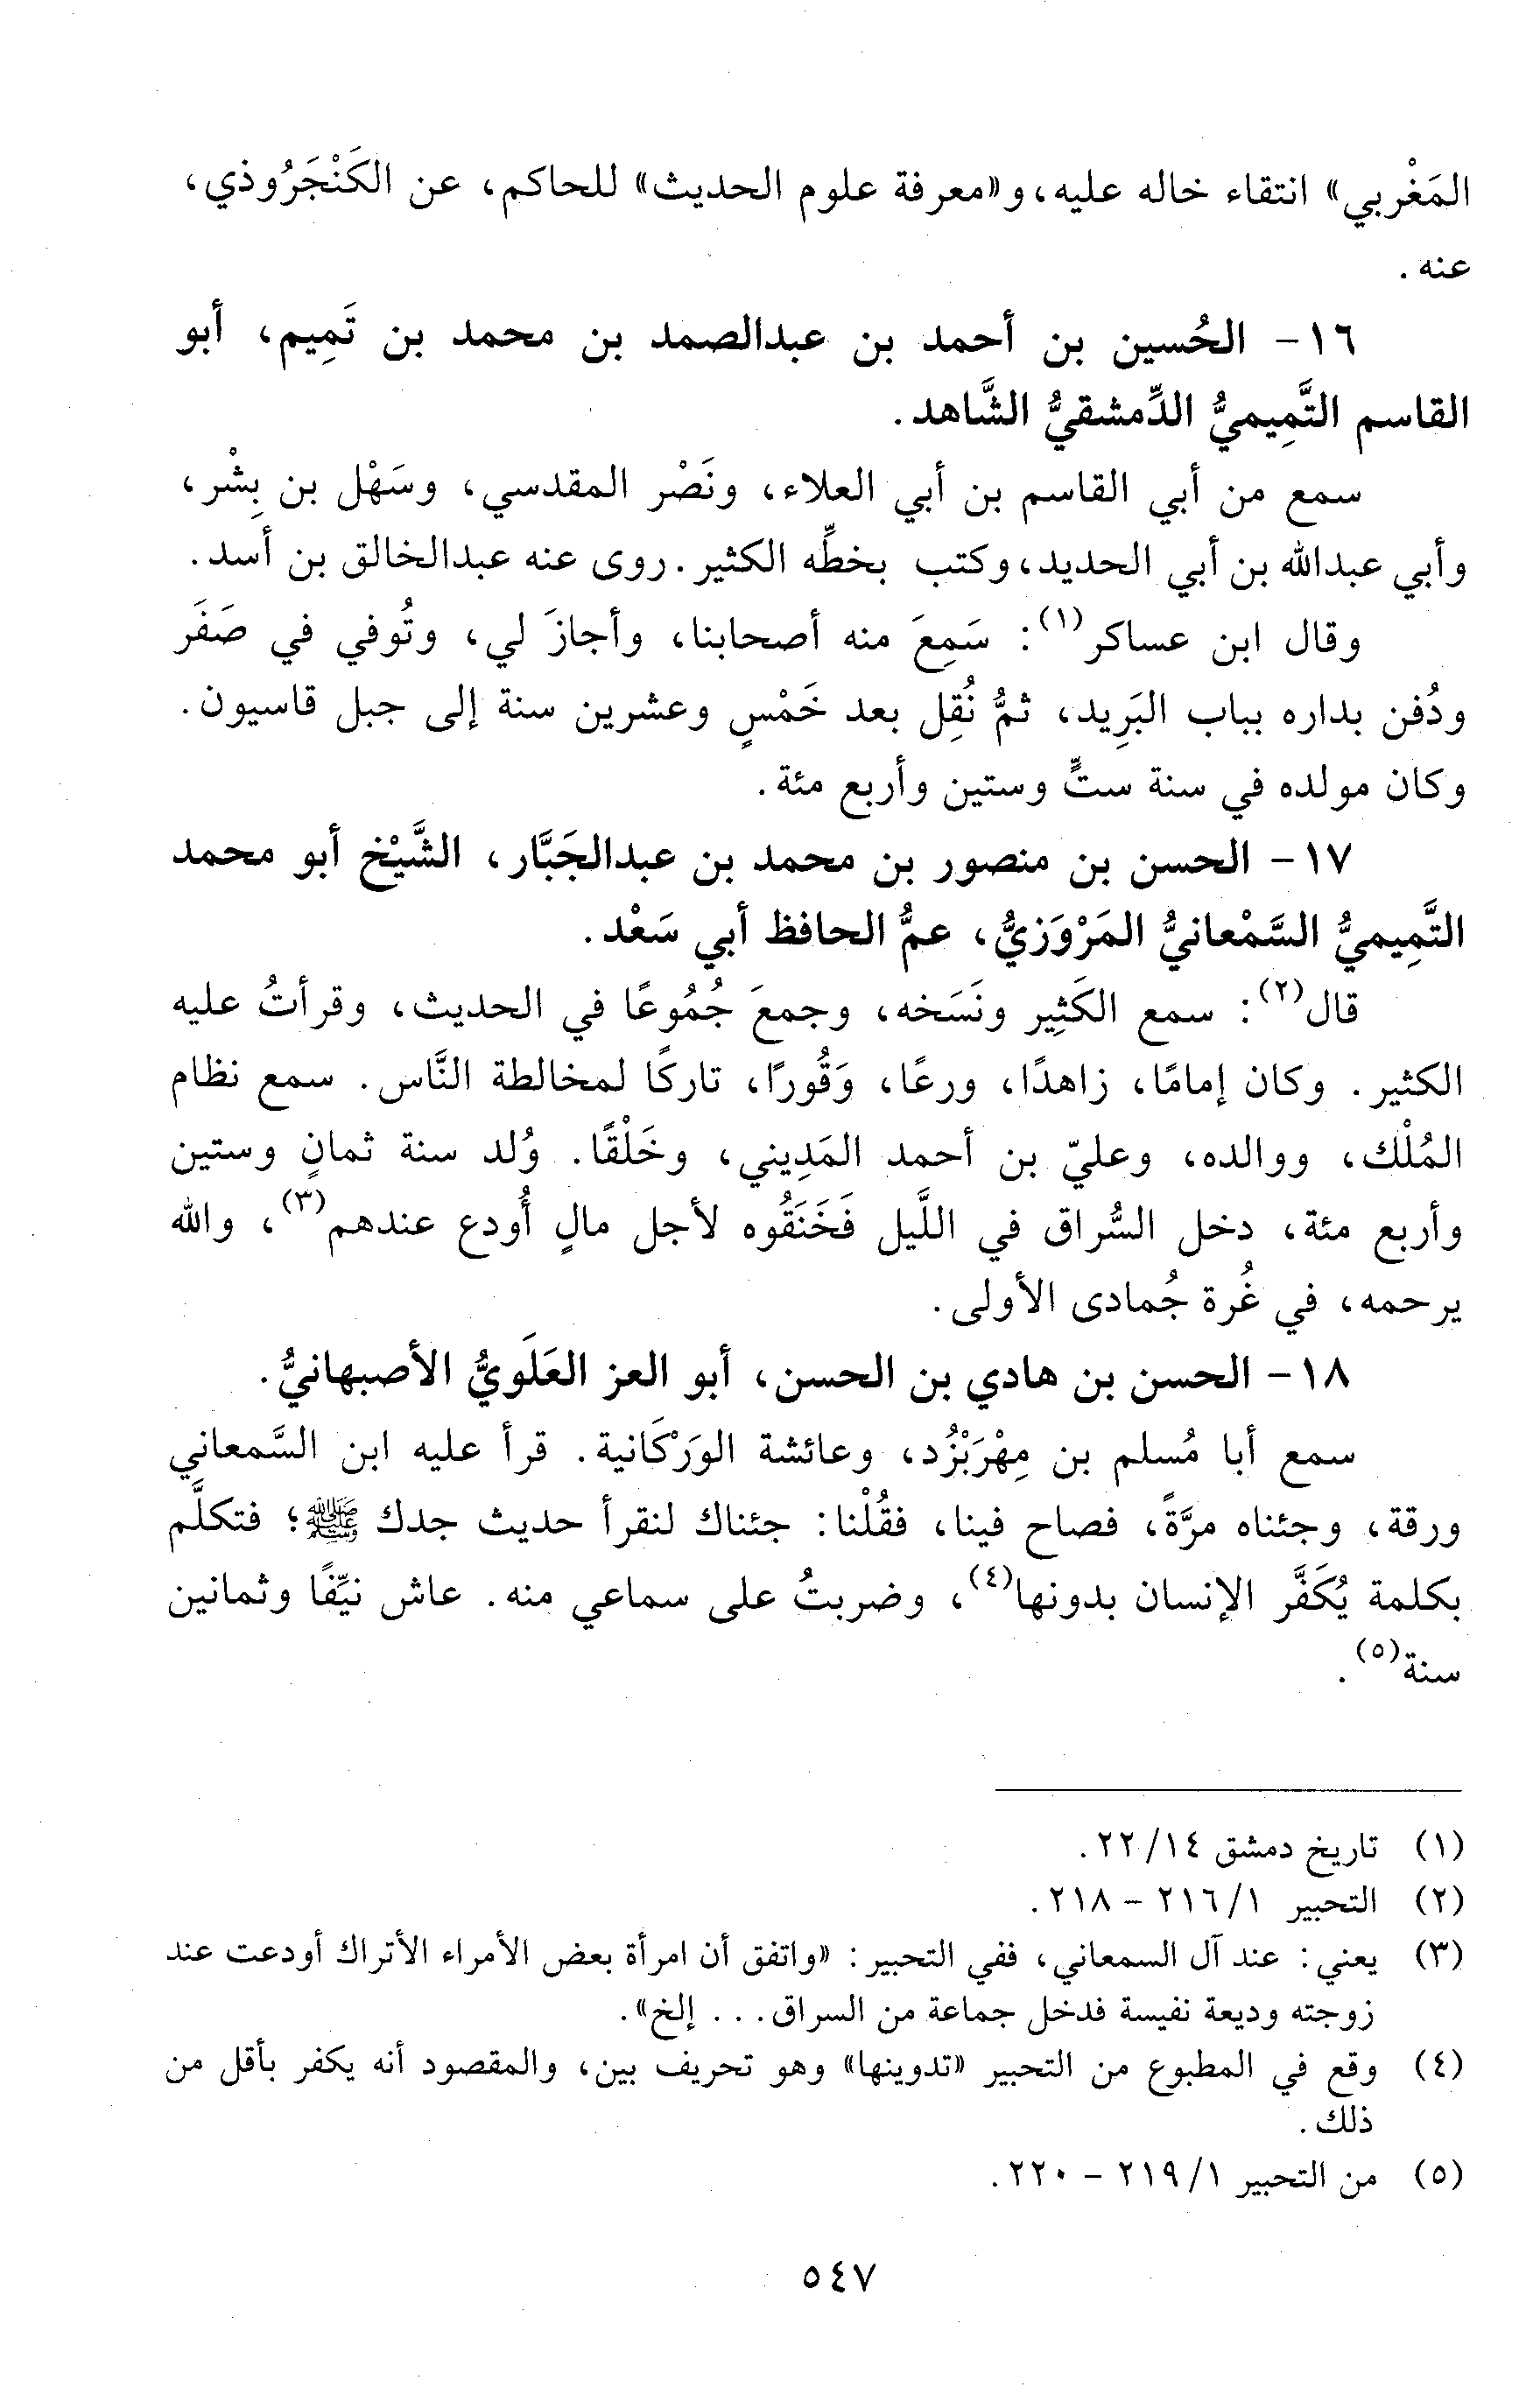 المَغْربي» انتقاء خاله عليه، و«معرفة علوم الحديث» للحاكم، عن الكَنْجَرُوذي،
عنه.
١٦- الحُسين بن أحمد بن عبدالصمد بن محمد بن تَمِيم، أبو
القاسم التَّمِيميُّ الدِّمشقيُّ الشَّاهد.
سمع من أبي القاسم بن أبي العلاء، ونَصْر المقدسي، وسَهْل بن بِشْر،
وأبي عبدالله بن أبي الحديد، وكتب بخطِّه الكثير. روى عنه عبدالخالق بن أسد.
وقال ابن عساكر(١): سَمِعَ منه أصحابنا، وأجازَ لي، وتُوفي في صَفَر
ودُفن بداره بباب البَرِيد، ثمُّ نُقِل بعد خَمْسٍ وعشرين سنة إلى جبل قاسيون.
وكان مولده في سنة ستٍّ وستين وأربع مئة.
١٧- الحسن بن منصور بن محمد بن عبدالجَبَّار، الشَّيْخ أبو محمد
التَّمِيميُّ السَّمْعانيُّ المَرْوَزيُّ، عمُّ الحافظ أبي سَعْد.
قال(٢): سمع الكَثِير ونَسَخه، وجمعَ جُمُوعًا في الحديث، وقرأتُ عليه
الكثير. وكان إمامًا، زاهدًا، ورعًا، وَقُورًا، تاركًا لمخالطة النَّاس. سمع نظام
المُلْك، ووالده، وعليّ بن أحمد المَدِيني، وخَلْقًا. وُلد سنة ثمانٍ وستين
وأربع مئة، دخل السُّراق في اللَّيل فَخَنَقُوه لأجل مالٍ أُودع عندهم(٣)، والله
يرحمه، في غُرة جُمادى الأولى.
١٨- الحسن بن هادي بن الحسن، أبو العز العَلَويُّ الأصبهانيُّ.
سمع أبا مُسلم بن مِهْرَبْزُد، وعائشة الوَرْكَانية. قرأ عليه ابن السَّمعاني
ورقة، وجئناه مرَّةً، فصاح فينا، فقُلْنا: جئناك لنقرأ حديث جدك ﷺ؛ فتكلَّم
بكلمة يُكَفَّر الإنسان بدونها(٤)، وضربتُ على سماعي منه. عاش نيِّفًا وثمانين
سنة(٥).
(١) تاريخ دمشق ١٤/ ٢٢.
(٢) التحبير ١/ ٢١٦ - ٢١٨.
(٣) يعني: عند آل السمعاني، ففي التحبير: «واتفق أن امرأة بعض الأمراء الأتراك أودعت عند
زوجته وديعة نفيسة فدخل جماعة من السراق. . . إلخ».
(٤) وقع في المطبوع من التحبير «تدوينها» وهو تحريف بين، والمقصود أنه يكفر بأقل من
ذلك.
(٥) من التحبير ١/ ٢١٩ - ٢٢٠.
٥٤٧